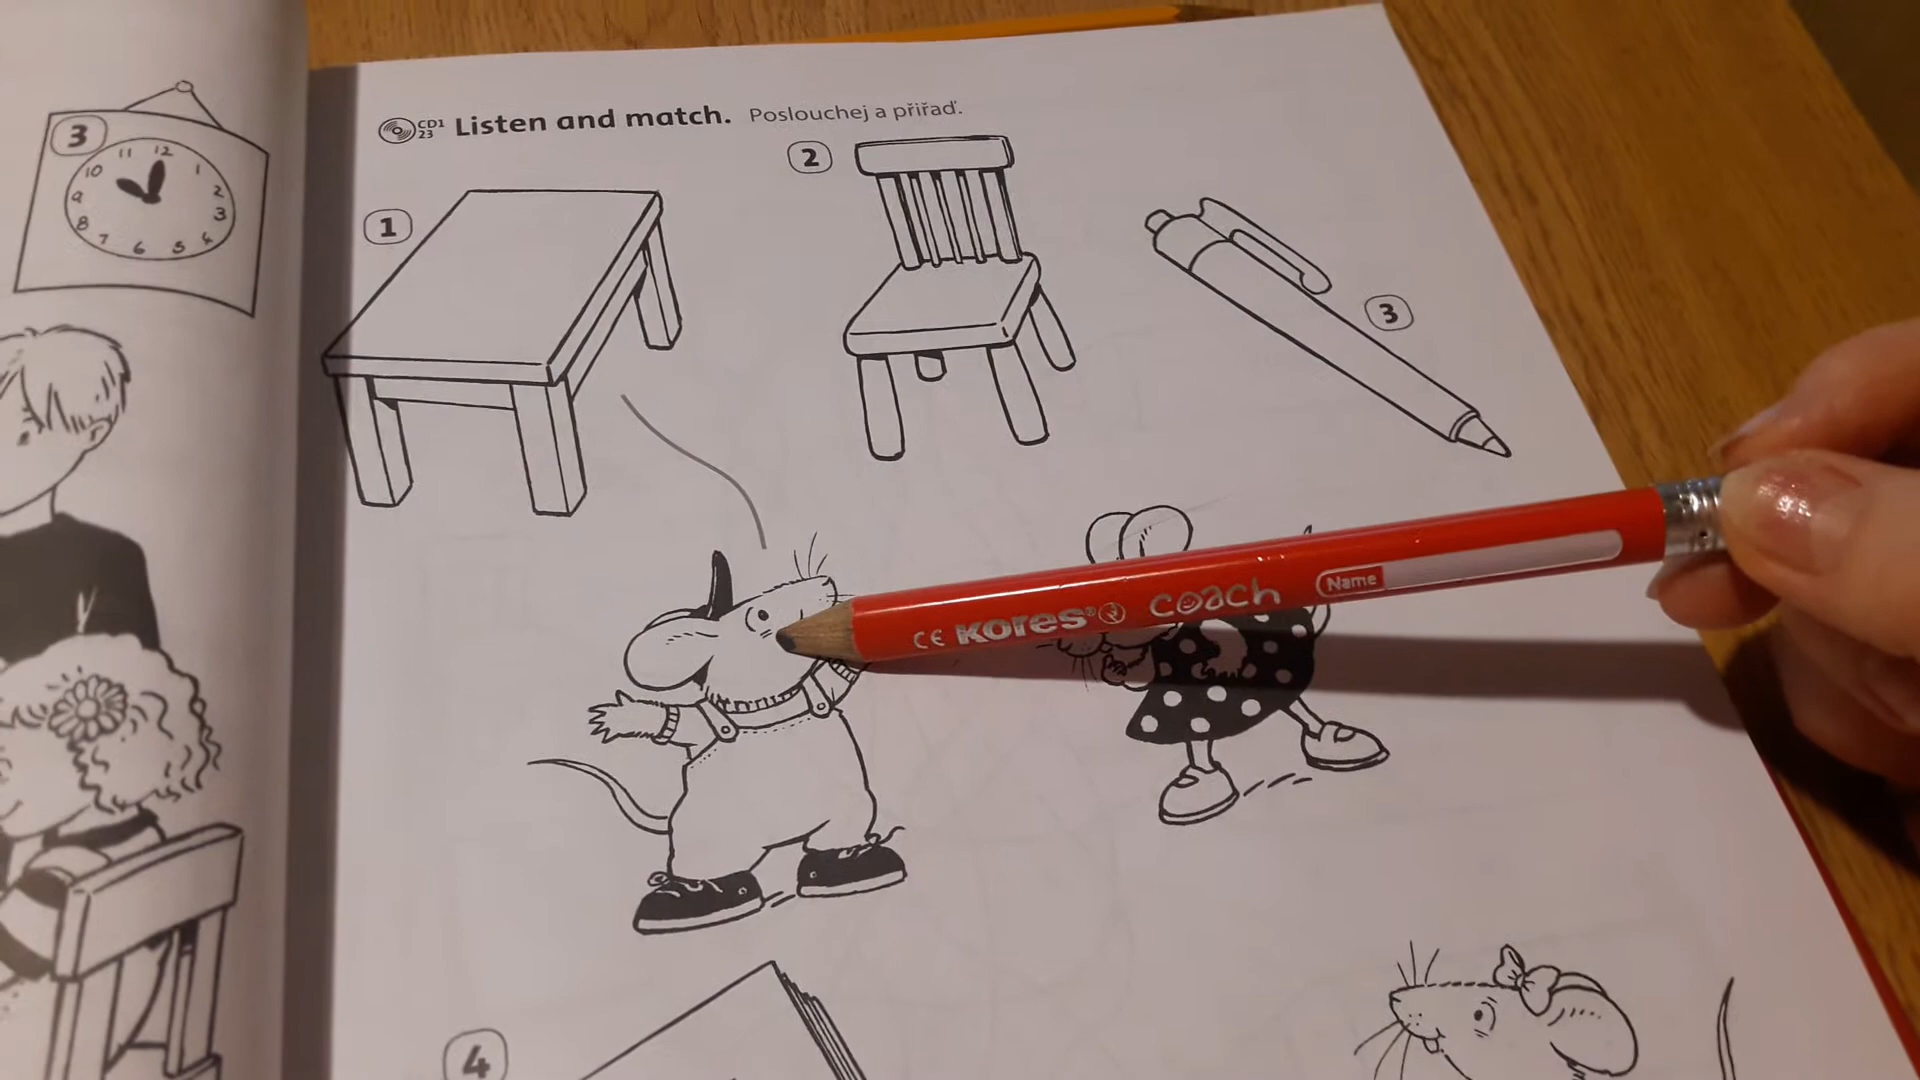 3
11 12 1
10 2
9 3
8 4
7 6 5
CD1
23
Listen and match. Poslouchej a přiřaď.
1
2
3
CE KORES coach Name
4